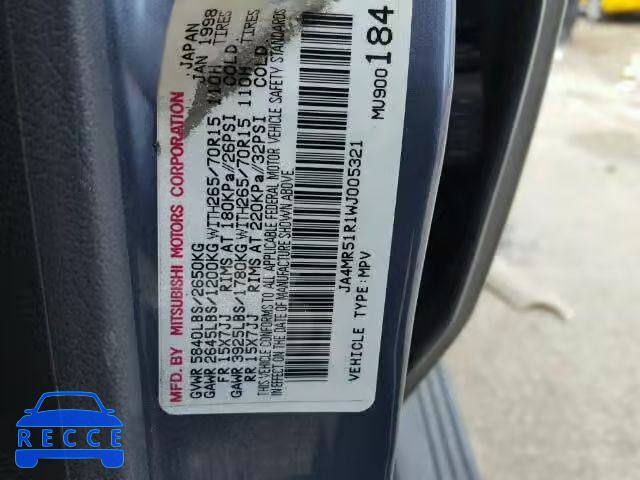 MFD. BY MITSUBISHI MOTORS CORPORATION JAPAN
GVWR 5840LBS/2650KG JAN 1998
GAWR 2646LBS/1200KG WITH265/70R15 110H TIRES
FR 15X7JJ RIMS AT 180KPa/26PSI COLD
GAWR 3925LBS/1780KG WITH265/70R15 110H TIRES
RR 15X7JJ RIMS AT 220KPa/32PSI COLD
THIS VEHICLE CONFORMS TO ALL APPLICABLE FEDERAL MOTOR VEHICLE SAFETY STANDARDS
IN EFFECT ON THE DATE OF MANUFACTURE SHOWN ABOVE.
JA4MR51R1WJ005321
VEHICLE TYPE:MPV MU900184
RECCE